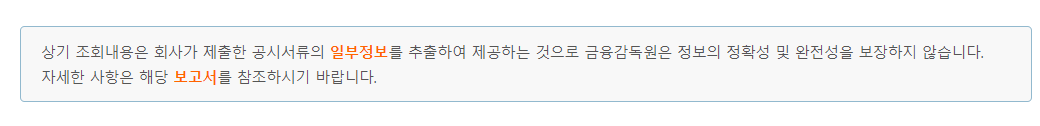 상기 조회내용은 회사가 제출한 공시서류의 일부정보를 추출하여 제공하는 것으로 금융감독원은 정보의 정확성 및 완전성을 보장하지 않습니다.
자세한 사항은 해당 보고서를 참조하시기 바랍니다.